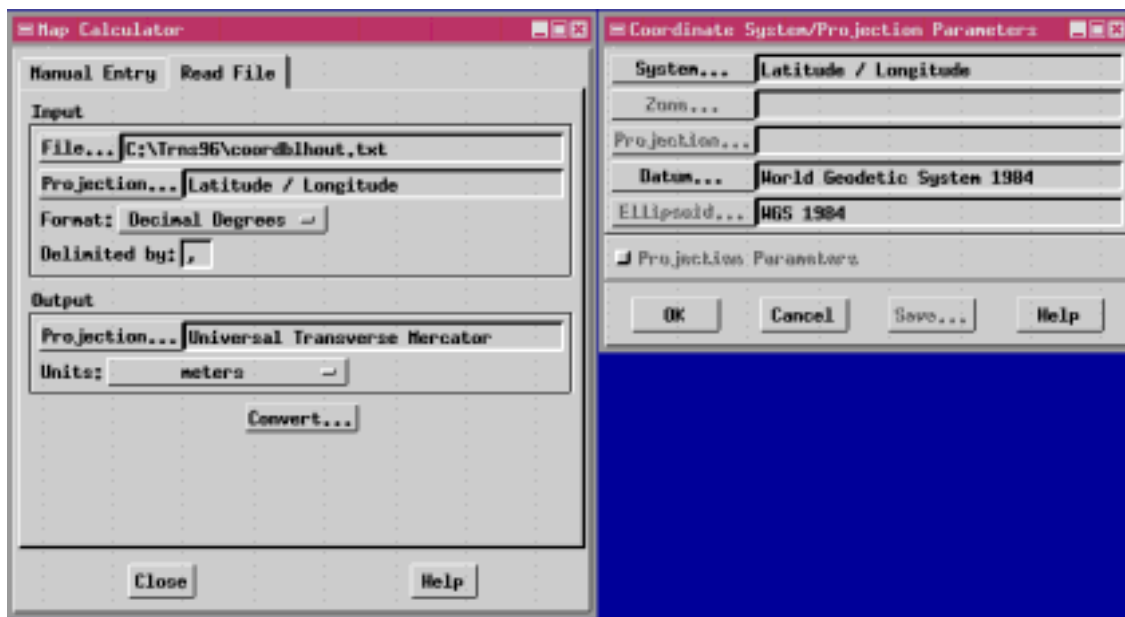 Map Calculator
Manual Entry Read File
Input
File... C:\Trns96\coordblhout.txt
Projection... Latitude / Longitude
Format: Decimal Degrees
Delimited by: ,
Output
Projection... Universal Transverse Mercator
Units: meters
Convert...
Close Help
Coordinate System/Projection Parameters
System... Latitude / Longitude
Zone...
Projection...
Datum... World Geodetic System 1984
Ellipsoid... WGS 1984
Projection Parameters
OK Cancel Save... Help